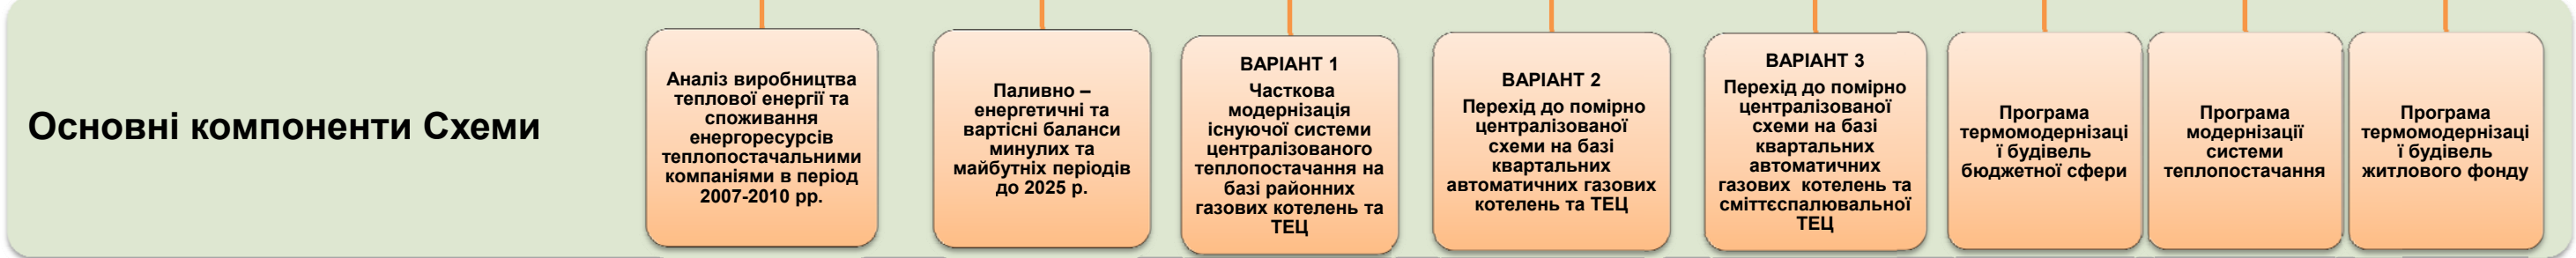 Основні компоненти Схеми
Аналіз виробництва
теплової енергії та
споживання
енергоресурсів
теплопостачальними
компаніями в період
2007-2010 рр.
Паливно –
енергетичні та
вартісні баланси
минулих та
майбутніх періодів
до 2025 р.
ВАРІАНТ 1
Часткова
модернізація
існуючої системи
централізованого
теплопостачання на
базі районних
газових котелень та
ТЕЦ
ВАРІАНТ 2
Перехід до помірно
централізованої
схеми на базі
квартальних
автоматичних газових
котелень та ТЕЦ
ВАРІАНТ 3
Перехід до помірно
централізованої
схеми на базі
квартальних
автоматичних
газових котелень та
сміттєспалювальної
ТЕЦ
Програма
термомодернізаці
ї будівель
бюджетної сфери
Програма
модернізації
системи
теплопостачання
Програма
термомодернізаці
ї будівель
житлового фонду